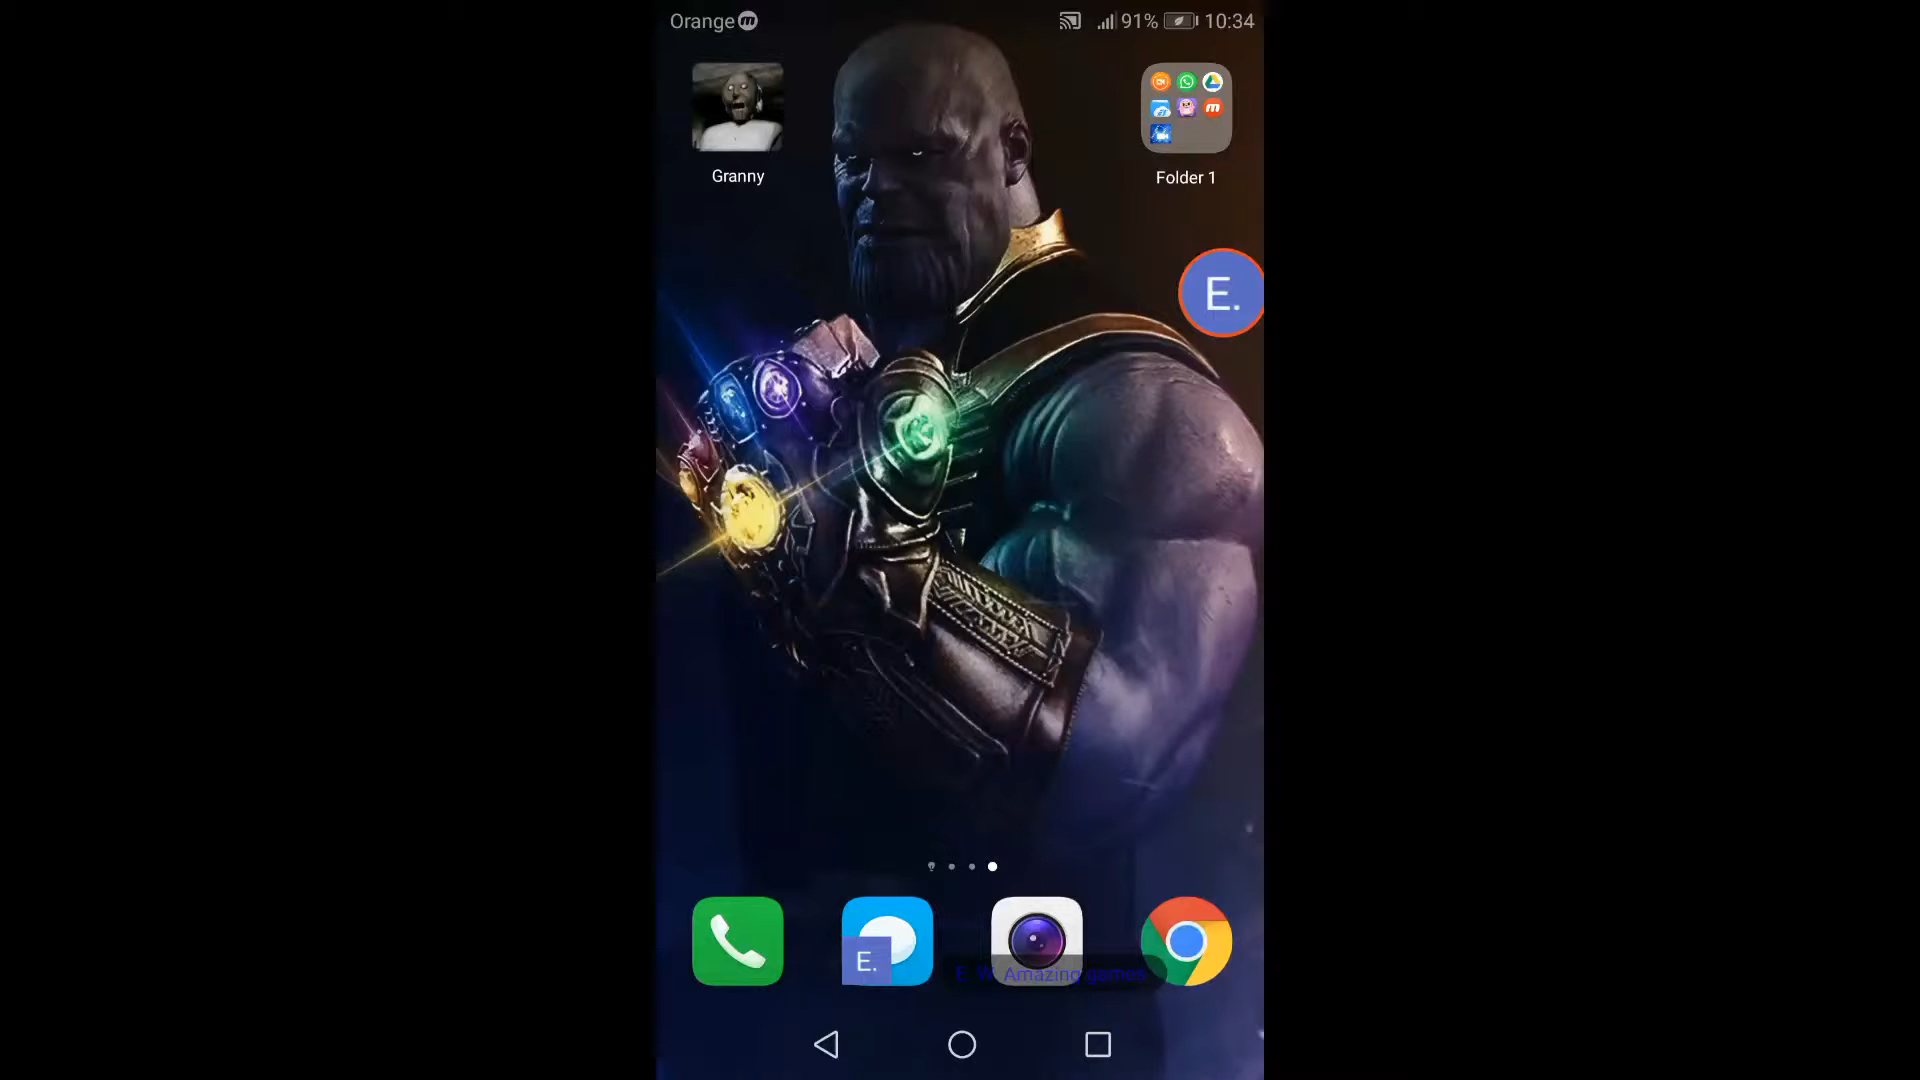 Orange m 91% 10:34
m
Granny
Folder 1
E.
E.
E. W. Amazing games